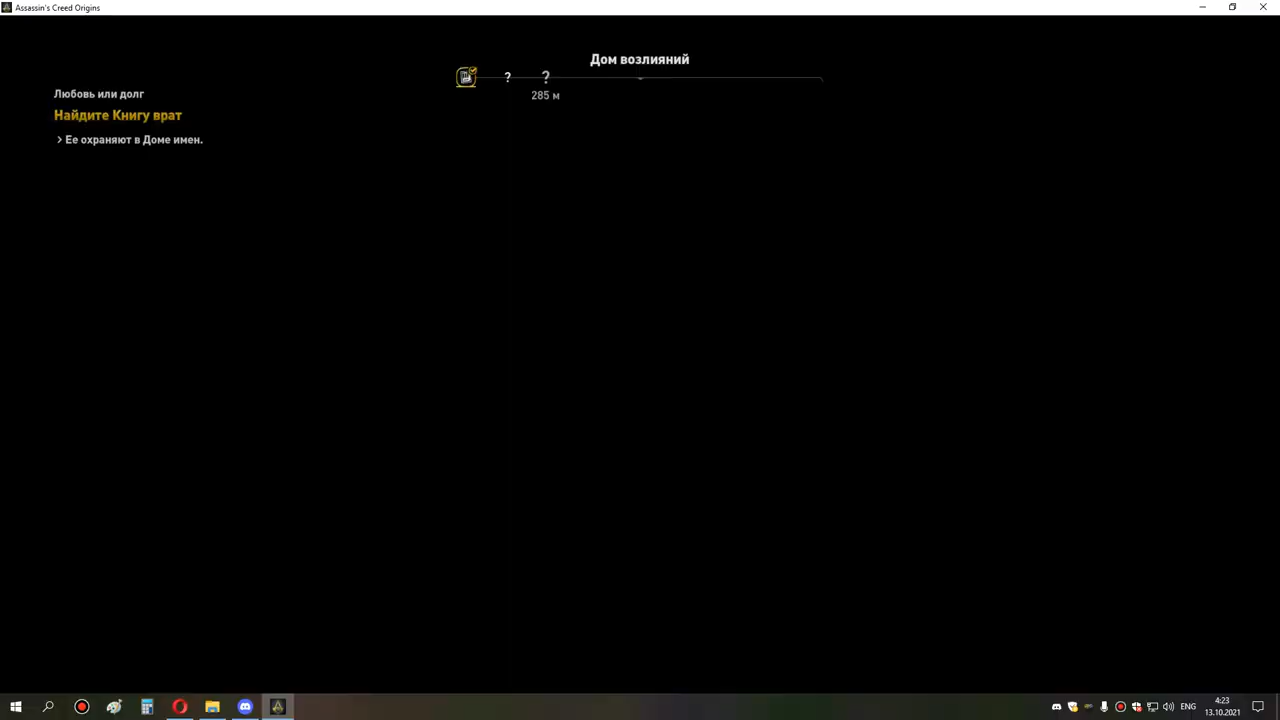 Assassin's Creed Origins
Дом возлияний
? ?
285 м
Любовь или долг
Найдите Книгу врат
> Ее охраняют в Доме имен.
ENG
4:23
13.10.2021